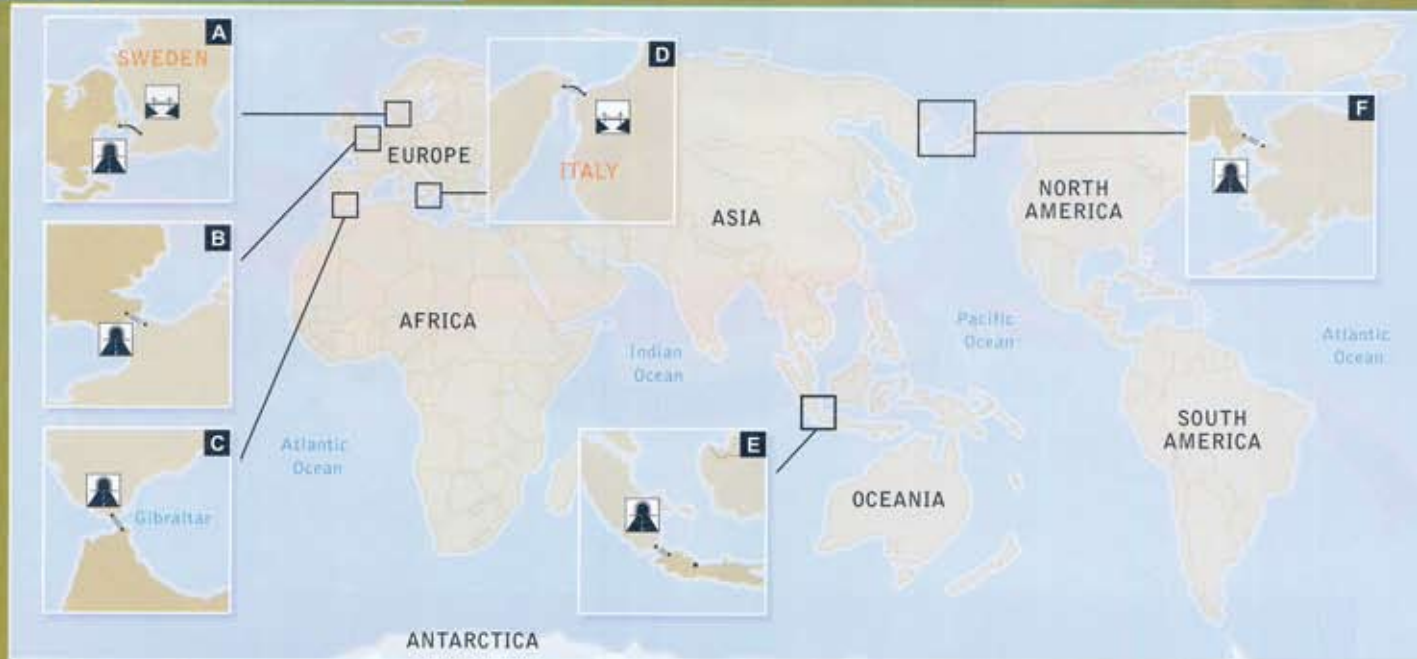 A
SWEDEN
B
C
Gibraltar
D
ITALY
EUROPE
ASIA
AFRICA
Atlantic
Ocean
Indian
Ocean
E
OCEANIA
ANTARCTICA
Pacific
Ocean
NORTH
AMERICA
F
SOUTH
AMERICA
Atlantic
Ocean